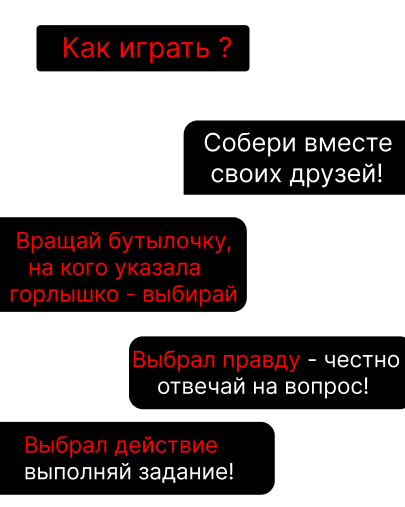 Как играть ?
Собери вместе
своих друзей!
Вращай бутылочку,
на кого указала
горлышко - выбирай
Выбрал правду - честно
отвечай на вопрос!
Выбрал действие
выполняй задание!